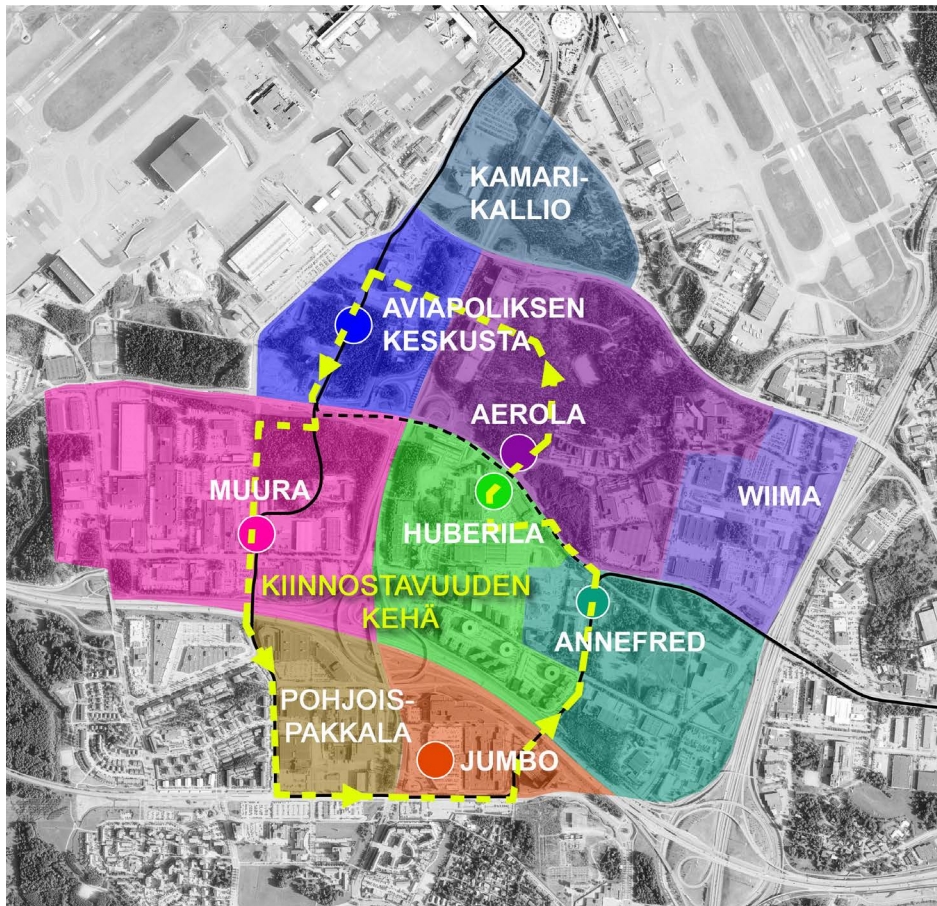 KAMARI-
KALLIO
AVIAPOLIKSEN
KESKUSTA
AEROLA
MUURA
WIIMA
HUBERILA
KIINNOSTAVUUDEN
KEHÄ
ANNEFRED
POHJOIS-
PAKKALA
JUMBO